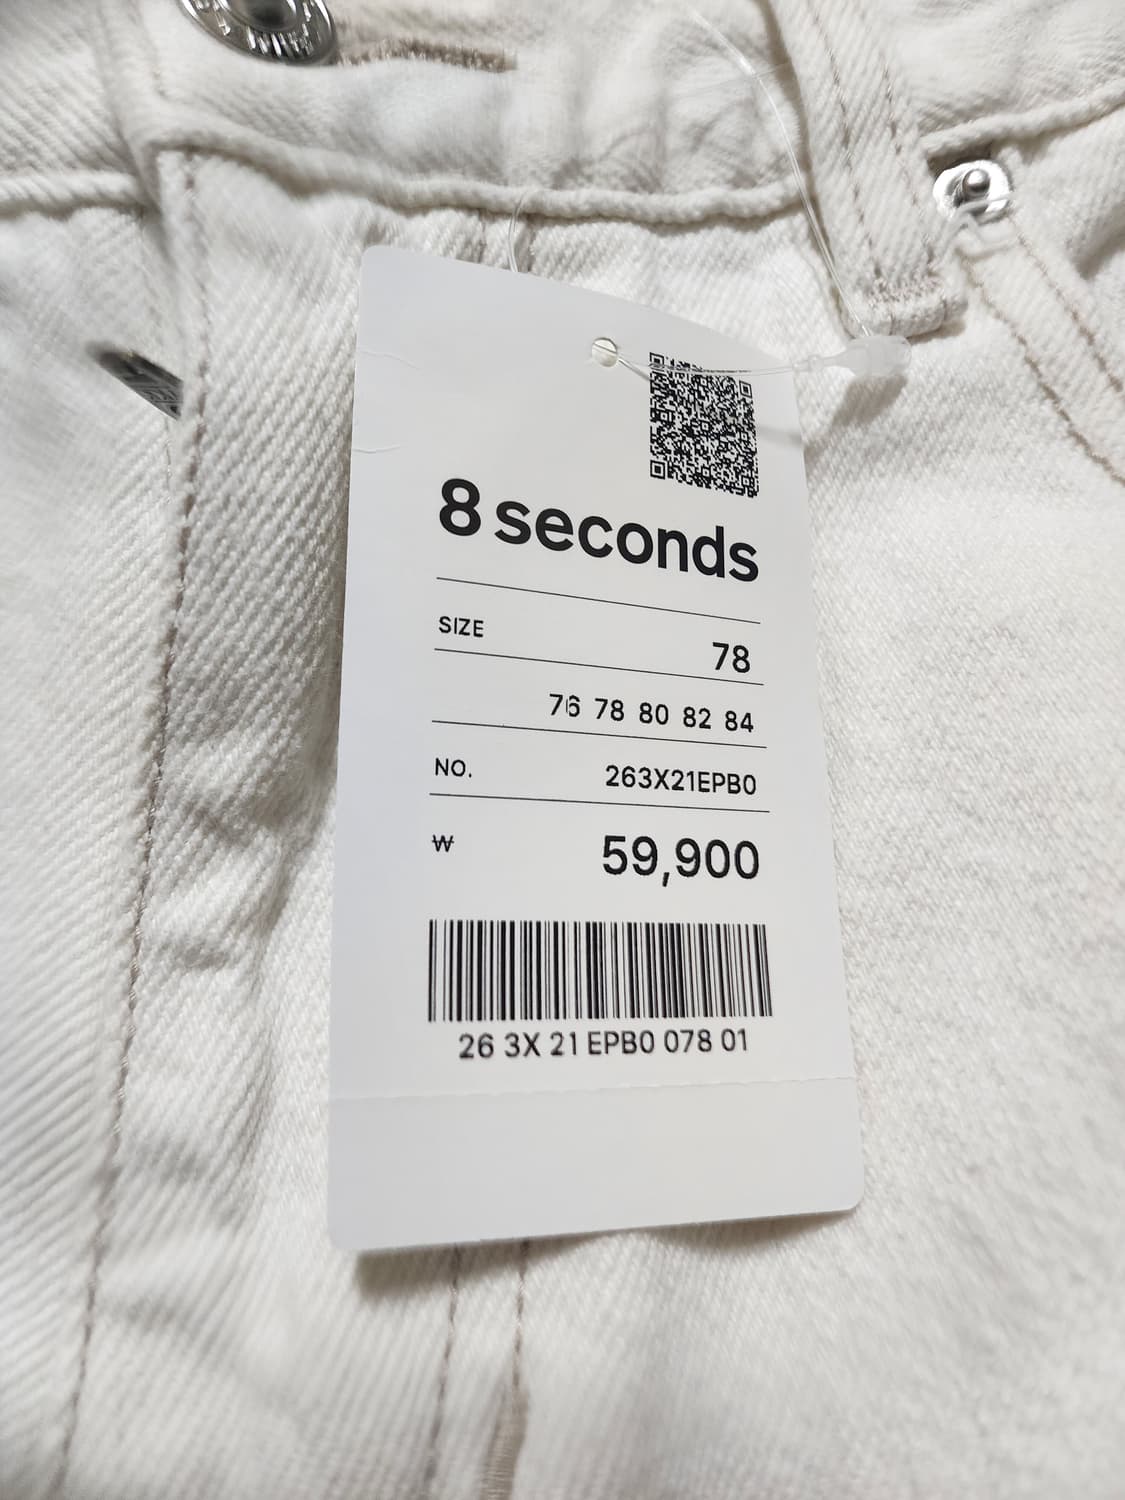 8 seconds
SIZE
78
76 78 80 82 84
NO.
263X21EPB0
₩
59,900
26 3X 21 EPB0 078 01